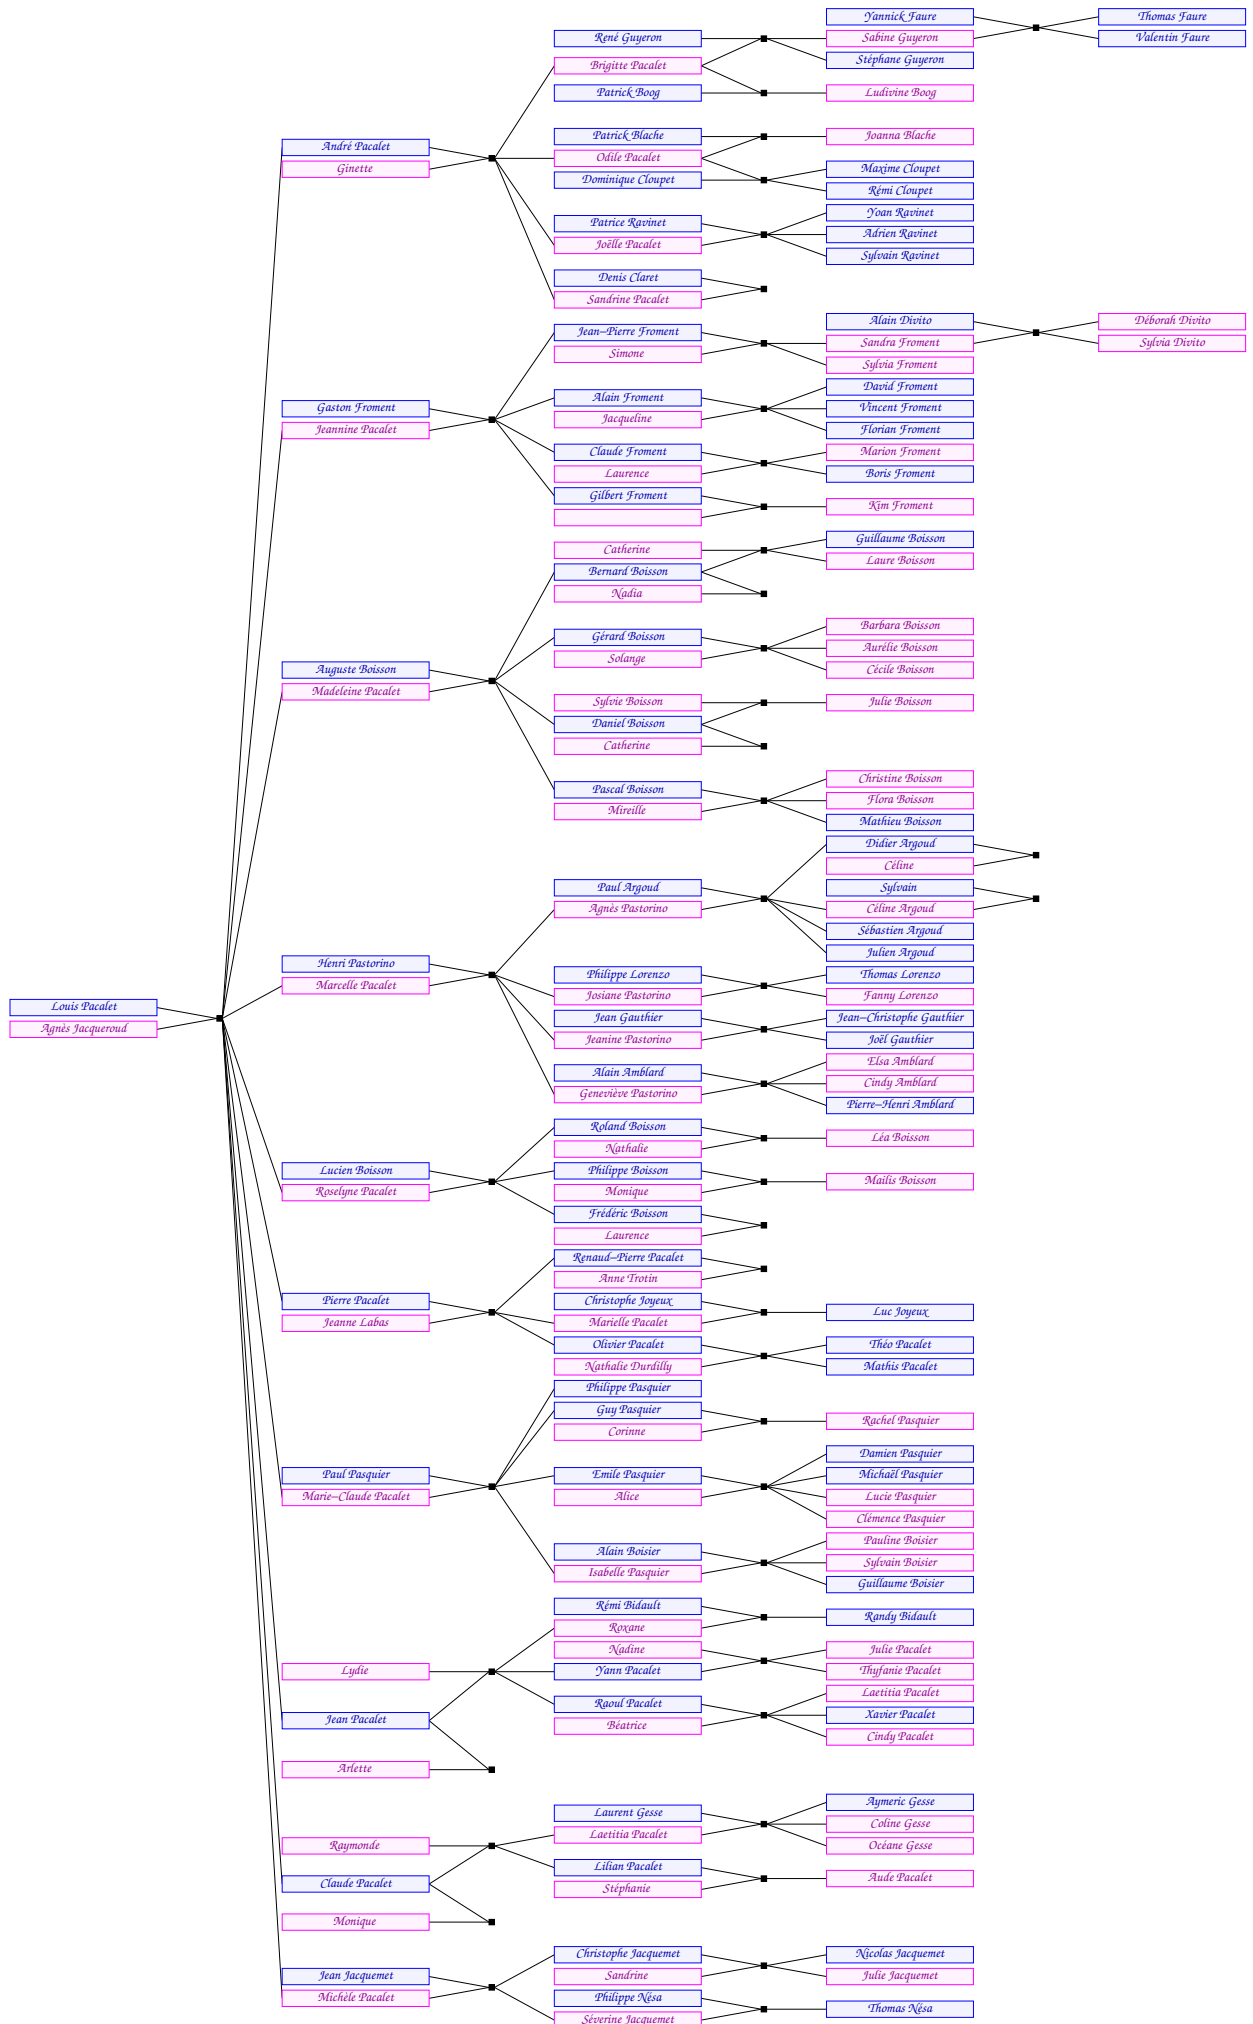 Louis Pacalet
Agnès Jacqueroud
André Pacalet
Ginette
René Guyeron
Brigitte Pacalet
Patrick Boog
Yannick Faure
Sabine Guyeron
Stéphane Guyeron
Ludivine Boog
Thomas Faure
Valentin Faure
Patrick Blache
Odile Pacalet
Dominique Cloupet
Joanna Blache
Maxime Cloupet
Rémi Cloupet
Patrice Ravinet
Joëlle Pacalet
Yoan Ravinet
Adrien Ravinet
Sylvain Ravinet
Denis Claret
Sandrine Pacalet
Gaston Froment
Jeannine Pacalet
Jean-Pierre Froment
Simone
Alain Divito
Sandra Froment
Sylvia Froment
Déborah Divito
Sylvia Divito
Alain Froment
Jacqueline
David Froment
Vincent Froment
Florian Froment
Claude Froment
Laurence
Marion Froment
Boris Froment
Gilbert Froment
Kim Froment
Auguste Boisson
Madeleine Pacalet
Catherine
Bernard Boisson
Nadia
Guillaume Boisson
Laure Boisson
Gérard Boisson
Solange
Barbara Boisson
Aurélie Boisson
Cécile Boisson
Sylvie Boisson
Daniel Boisson
Catherine
Julie Boisson
Pascal Boisson
Mireille
Christine Boisson
Flora Boisson
Mathieu Boisson
Henri Pastorino
Marcelle Pacalet
Paul Argoud
Agnès Pastorino
Didier Argoud
Céline
Sylvain
Céline Argoud
Sébastien Argoud
Julien Argoud
Philippe Lorenzo
Josiane Pastorino
Thomas Lorenzo
Fanny Lorenzo
Jean Gauthier
Jeanine Pastorino
Jean-Christophe Gauthier
Joël Gauthier
Alain Amblard
Geneviève Pastorino
Elsa Amblard
Cindy Amblard
Pierre-Henri Amblard
Lucien Boisson
Roselyne Pacalet
Roland Boisson
Nathalie
Léa Boisson
Philippe Boisson
Monique
Mailis Boisson
Frédéric Boisson
Laurence
Pierre Pacalet
Jeanne Labas
Renaud-Pierre Pacalet
Anne Trotin
Christophe Joyeux
Marielle Pacalet
Luc Joyeux
Olivier Pacalet
Nathalie Durdilly
Théo Pacalet
Mathis Pacalet
Paul Pasquier
Marie-Claude Pacalet
Philippe Pasquier
Guy Pasquier
Corinne
Rachel Pasquier
Emile Pasquier
Alice
Damien Pasquier
Michaël Pasquier
Lucie Pasquier
Clémence Pasquier
Alain Boisier
Isabelle Pasquier
Pauline Boisier
Sylvain Boisier
Guillaume Boisier
Lydie
Jean Pacalet
Arlette
Rémi Bidault
Roxane
Randy Bidault
Nadine
Yann Pacalet
Julie Pacalet
Thyfanie Pacalet
Raoul Pacalet
Béatrice
Laetitia Pacalet
Xavier Pacalet
Cindy Pacalet
Raymonde
Claude Pacalet
Monique
Laurent Gesse
Laetitia Pacalet
Aymeric Gesse
Coline Gesse
Océane Gesse
Lilian Pacalet
Stéphanie
Aude Pacalet
Jean Jacquemet
Michèle Pacalet
Christophe Jacquemet
Sandrine
Nicolas Jacquemet
Julie Jacquemet
Philippe Nésa
Séverine Jacquemet
Thomas Nésa